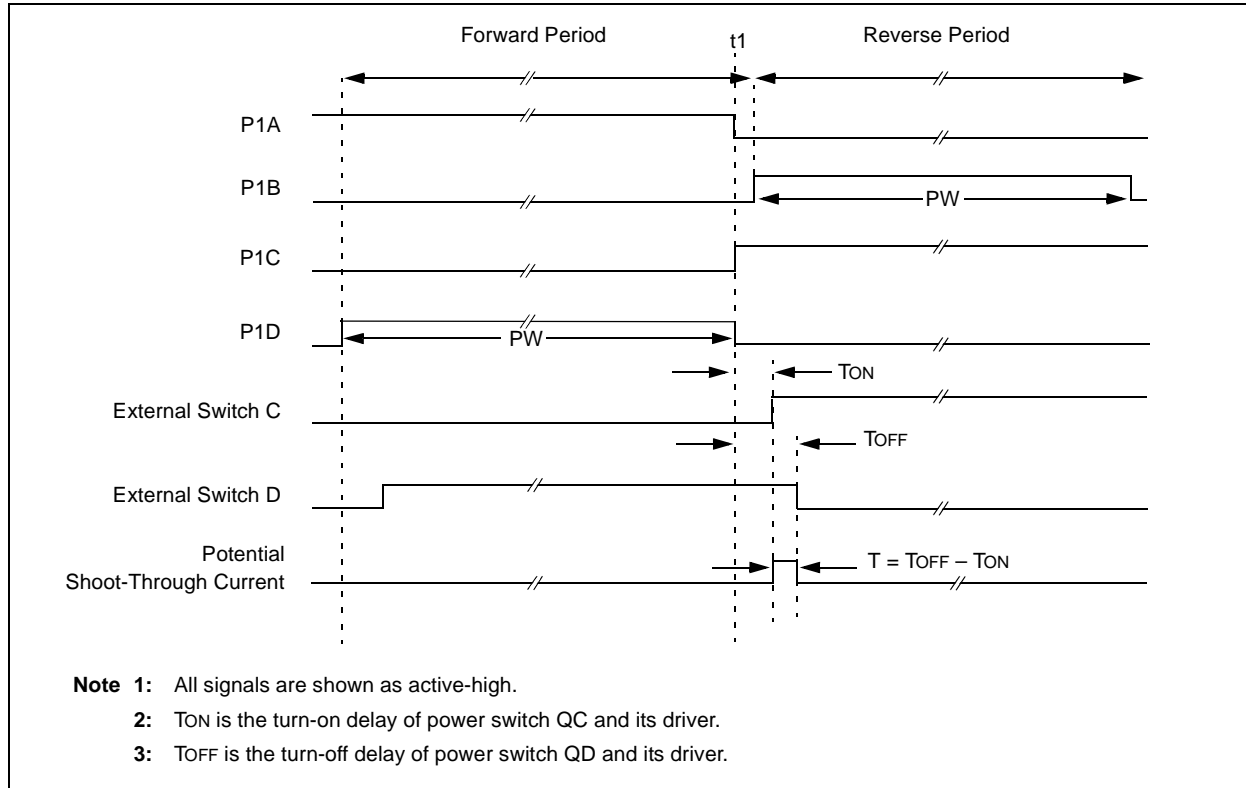 Forward Period
t1
Reverse Period
P1A
P1B
PW
P1C
P1D
PW
TON
External Switch C
TOFF
External Switch D
Potential
Shoot-Through Current
T = TOFF – TON
Note 1: All signals are shown as active-high.
2: TON is the turn-on delay of power switch QC and its driver.
3: TOFF is the turn-off delay of power switch QD and its driver.